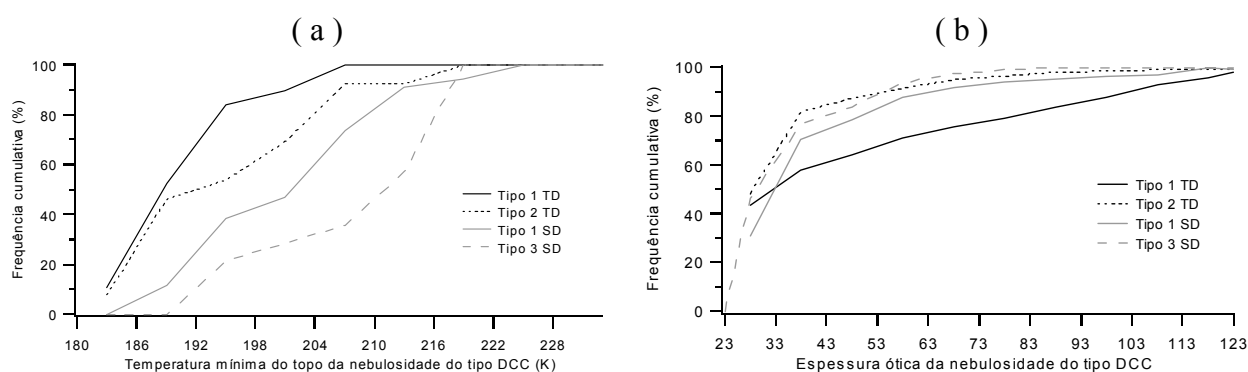 ( a )
100
80
60
40
20
0
Frequência cumulativa (%)
Tipo 1 TD
Tipo 2 TD
Tipo 1 SD
Tipo 3 SD
180 186 192 198 204 210 216 222 228
Temperatura mínima do topo da nebulosidade do tipo DCC (K)
( b )
100
80
60
40
20
0
Frequência cumulativa (%)
Tipo 1 TD
Tipo 2 TD
Tipo 1 SD
Tipo 3 SD
23 33 43 53 63 73 83 93 103 113 123
Espessura ótica da nebulosidade do tipo DCC